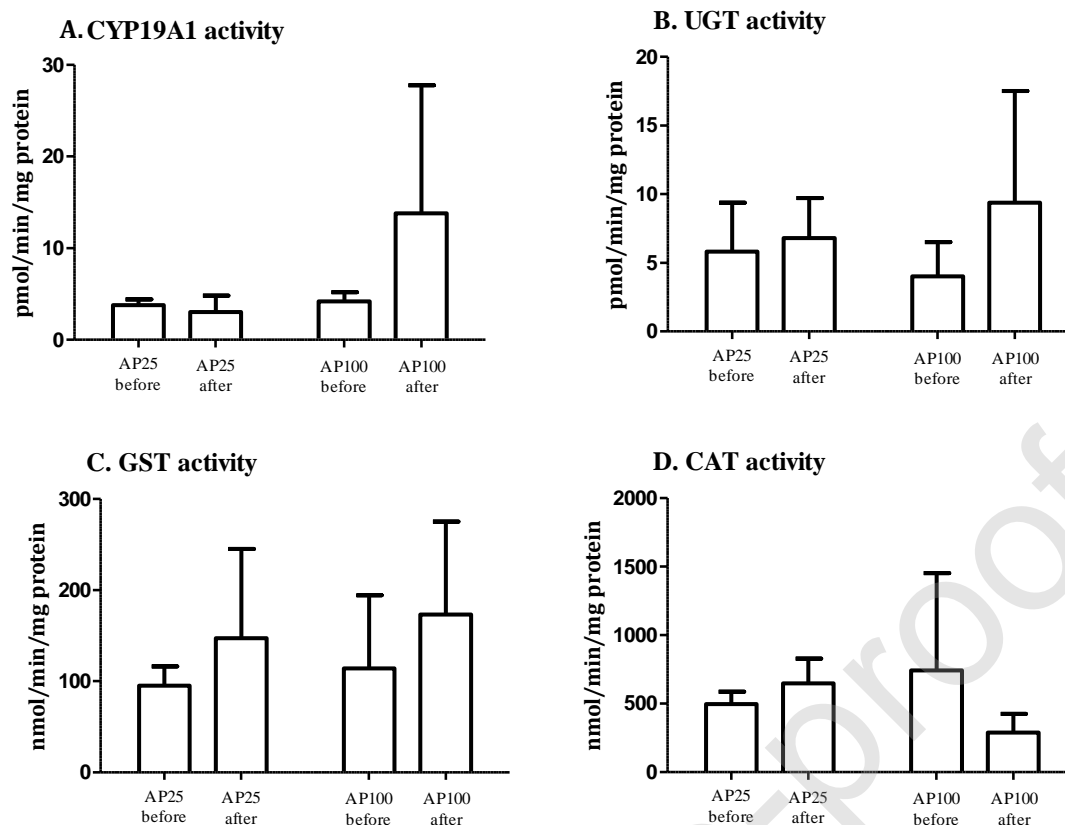 A. CYP19A1 activity
pmol/min/mg protein
30
20
10
0
AP25 AP25 AP100 AP100
before after before after
B. UGT activity
pmol/min/mg protein
20
15
10
5
0
AP25 AP25 AP100 AP100
before after before after
C. GST activity
nmol/min/mg protein
300
200
100
0
AP25 AP25 AP100 AP100
before after before after
D. CAT activity
nmol/min/mg protein
2000
1500
1000
500
0
AP25 AP25 AP100 AP100
before after before after
-proof